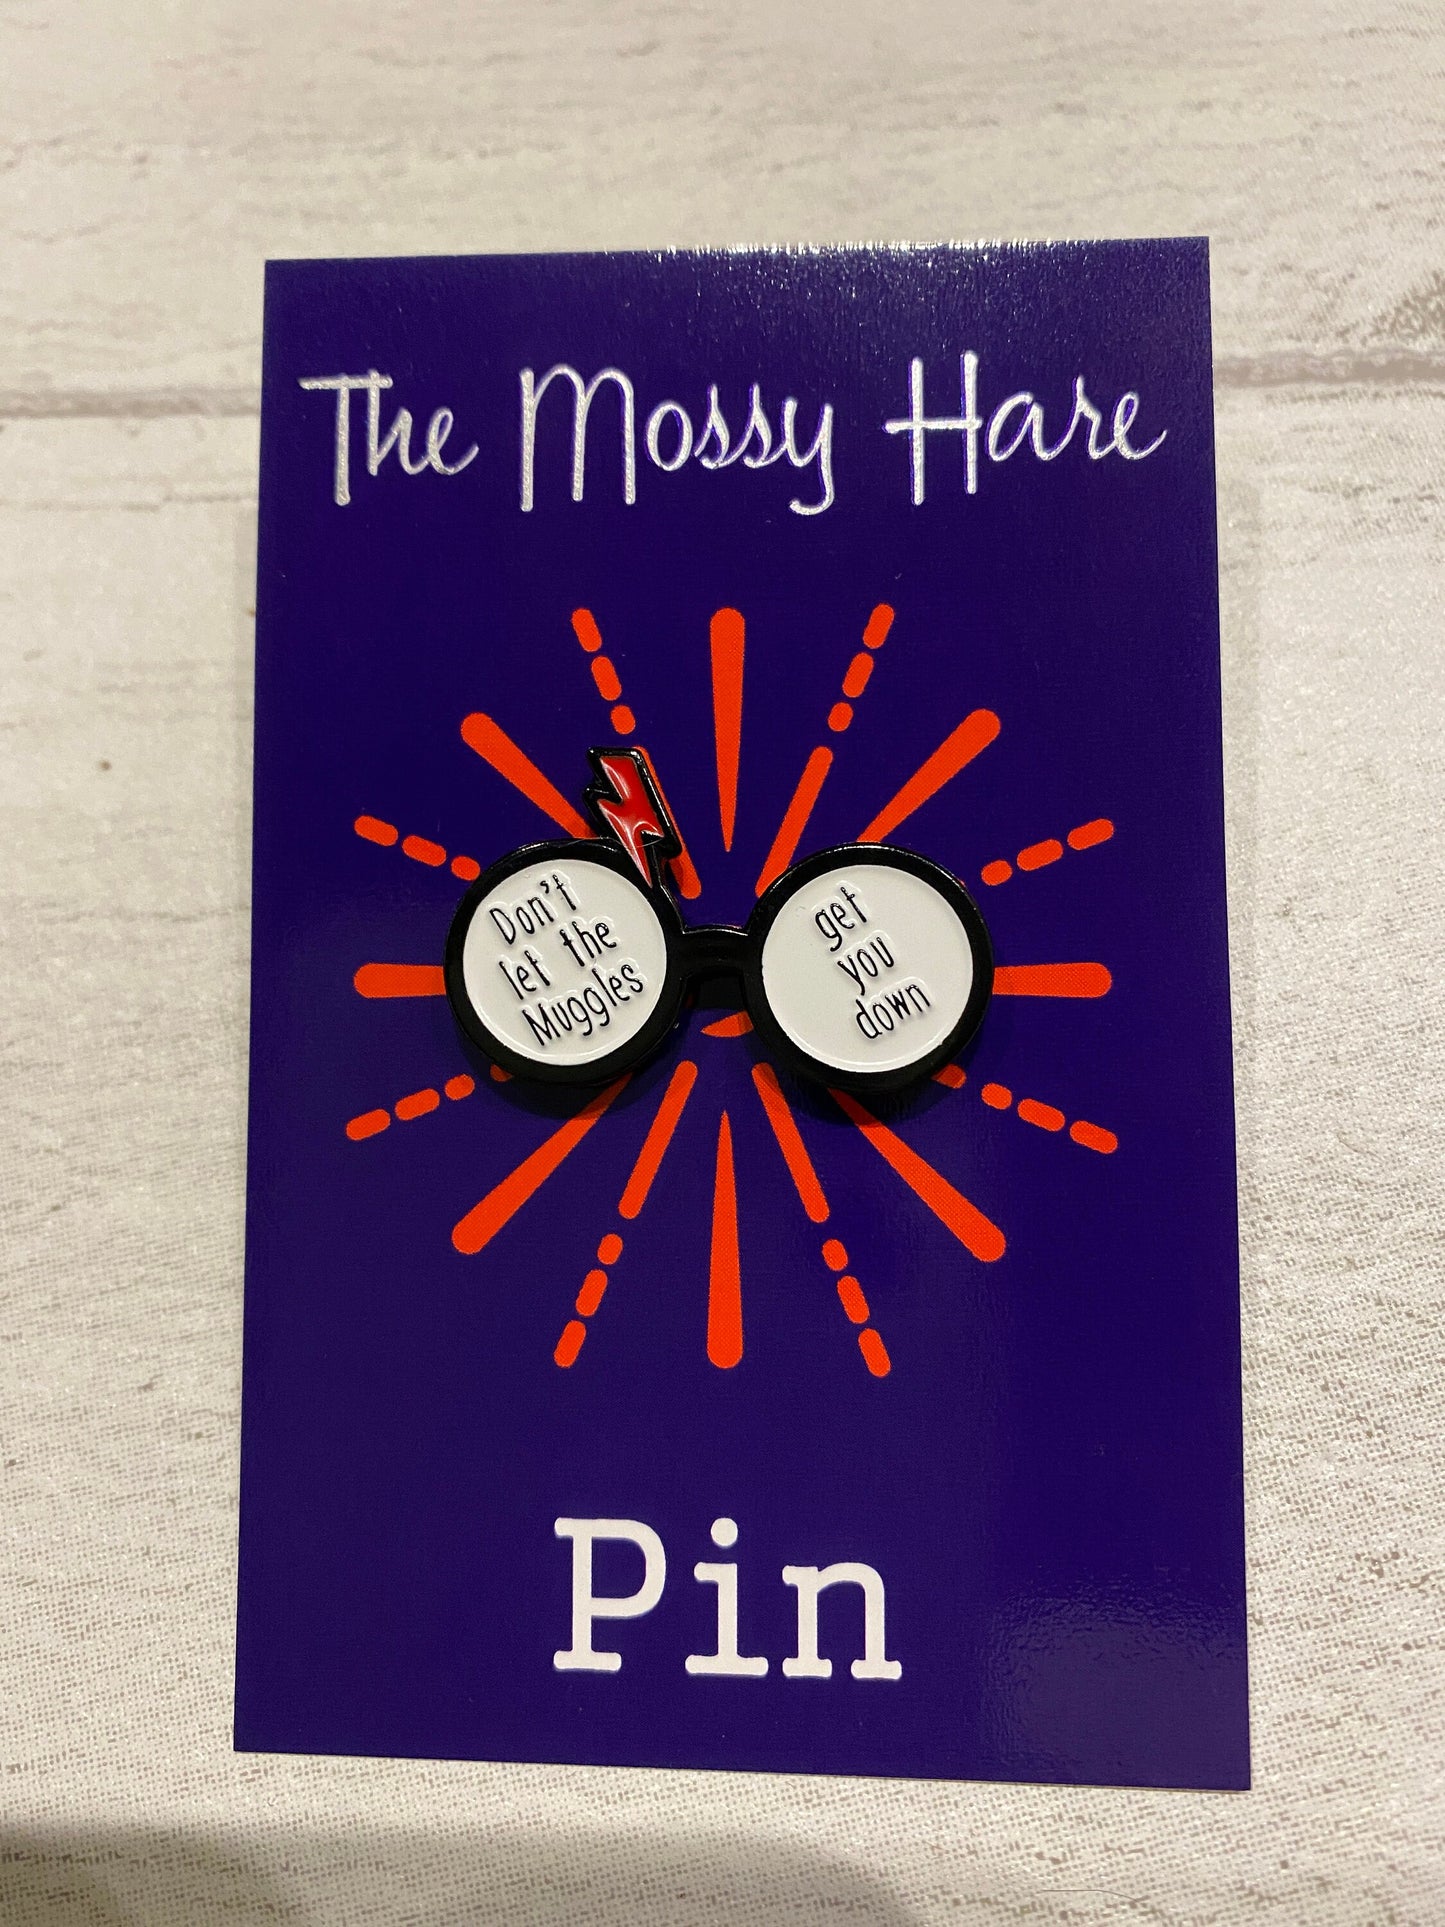 The Mossy Hare
Don't
let the
Muggles
get
you
down
Pin